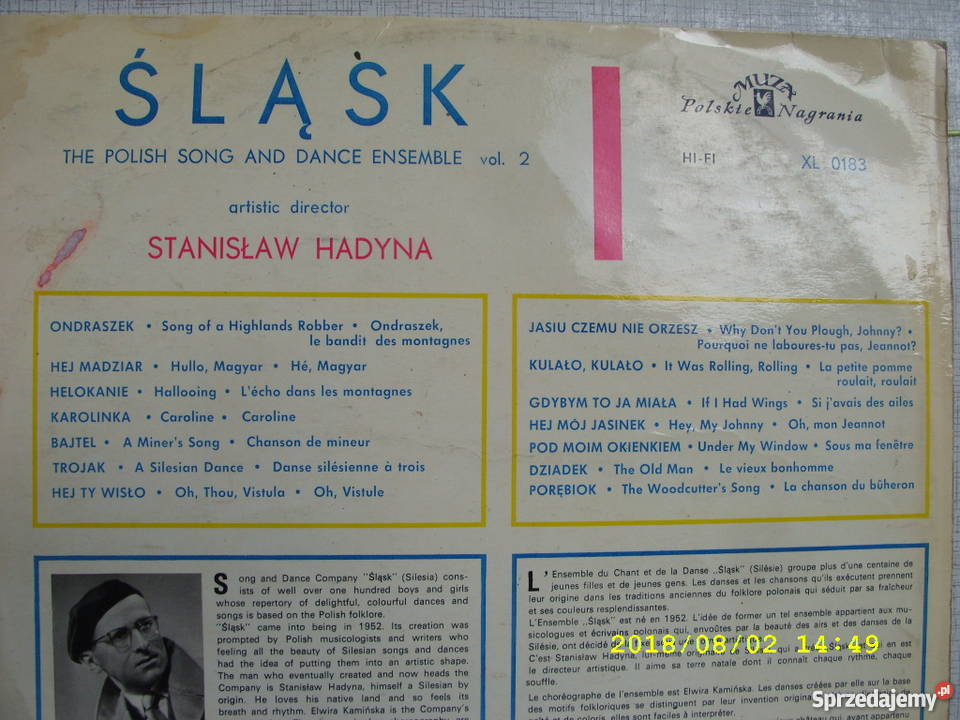 ŚLĄSK
THE POLISH SONG AND DANCE ENSEMBLE vol. 2
artistic director
STANISŁAW HADYNA
MUZA
Polskie Nagrania
HI-FI XL 0183
ONDRASZEK • Song of a Highlands Robber • Ondraszek,
le bandit des montagnes
HEJ MADZIAR • Hullo, Magyar • Hé, Magyar
HELOKANIE • Hallooing • L'écho dans les montagnes
KAROLINKA • Caroline • Caroline
BAJTEL • A Miner's Song • Chanson de mineur
TROJAK • A Silesian Dance • Danse silésienne à trois
HEJ TY WISŁO • Oh, Thou, Vistula • Oh, Vistule
JASIU CZEMU NIE ORZESZ • Why Don't You Plough, Johnny? •
Pourquoi ne laboures-tu pas, Jeannot?
KULAŁO, KULAŁO • It Was Rolling, Rolling • La petite pomme
roulait, roulait
GDYBYM TO JA MIAŁA • If I Had Wings • Si j'avais des ailes
HEJ MÓJ JASINEK • Hey, My Johnny • Oh, mon Jeannot
POD MOIM OKIENKIEM • Under My Window • Sous ma fenêtre
DZIADEK • The Old Man • Le vieux bonhomme
PORĘBIOK • The Woodcutter's Song • La chanson du bûheron
Song and Dance Company "Śląsk" (Silesia) cons-
ists of well over one hundred boys and girls
whose repertory of delightful, colourful dances and
songs is based on the Polish folklore.
"Śląsk" came into being in 1952. Its creation was
prompted by Polish musicologists and writers who
feeling all the beauty of Silesian songs and dances
had the idea of putting them into an artistic shape.
The man who eventually created and now heads the
Company is Stanisław Hadyna, himself a Silesian by
origin. He loves his native land and so feels its
breath and rhythm. Elwira Kamińska is the Company's
L'Ensemble du Chant et de la Danse „Śląsk" (Silésie) groupe plus d'une centaine de
jeunes filles et de jeunes gens. Les danses et les chansons qu'ils exécutent prennent
leur origine dans les traditions anciennes du folklore polonais qui séduit par sa fraîcheur
et ses couleurs resplendissantes.
L'Ensemble „Śląsk" est né en 1952. L'idée de former un tel ensemble appartient aux mu-
sicologues et écrivains polonais qui, envoûtés par la beauté des airs et des danses de la
Silésie, ont décidé
C'est Stanisław Hadyna, lui-même originaire de en est
le directeur artistique. Il aime sa terre natale dont il connaît chaque rythme, chaque
souffle.
Le choréographe de l'ensemble est Elwira Kamińska. Les danses créées par elle sur la base
des motifs folkloriques se distinguent par leur invention
et de coloris, elles sont faciles à interpréter.
2018/08/02 14:49
Sprzedajemy.pl